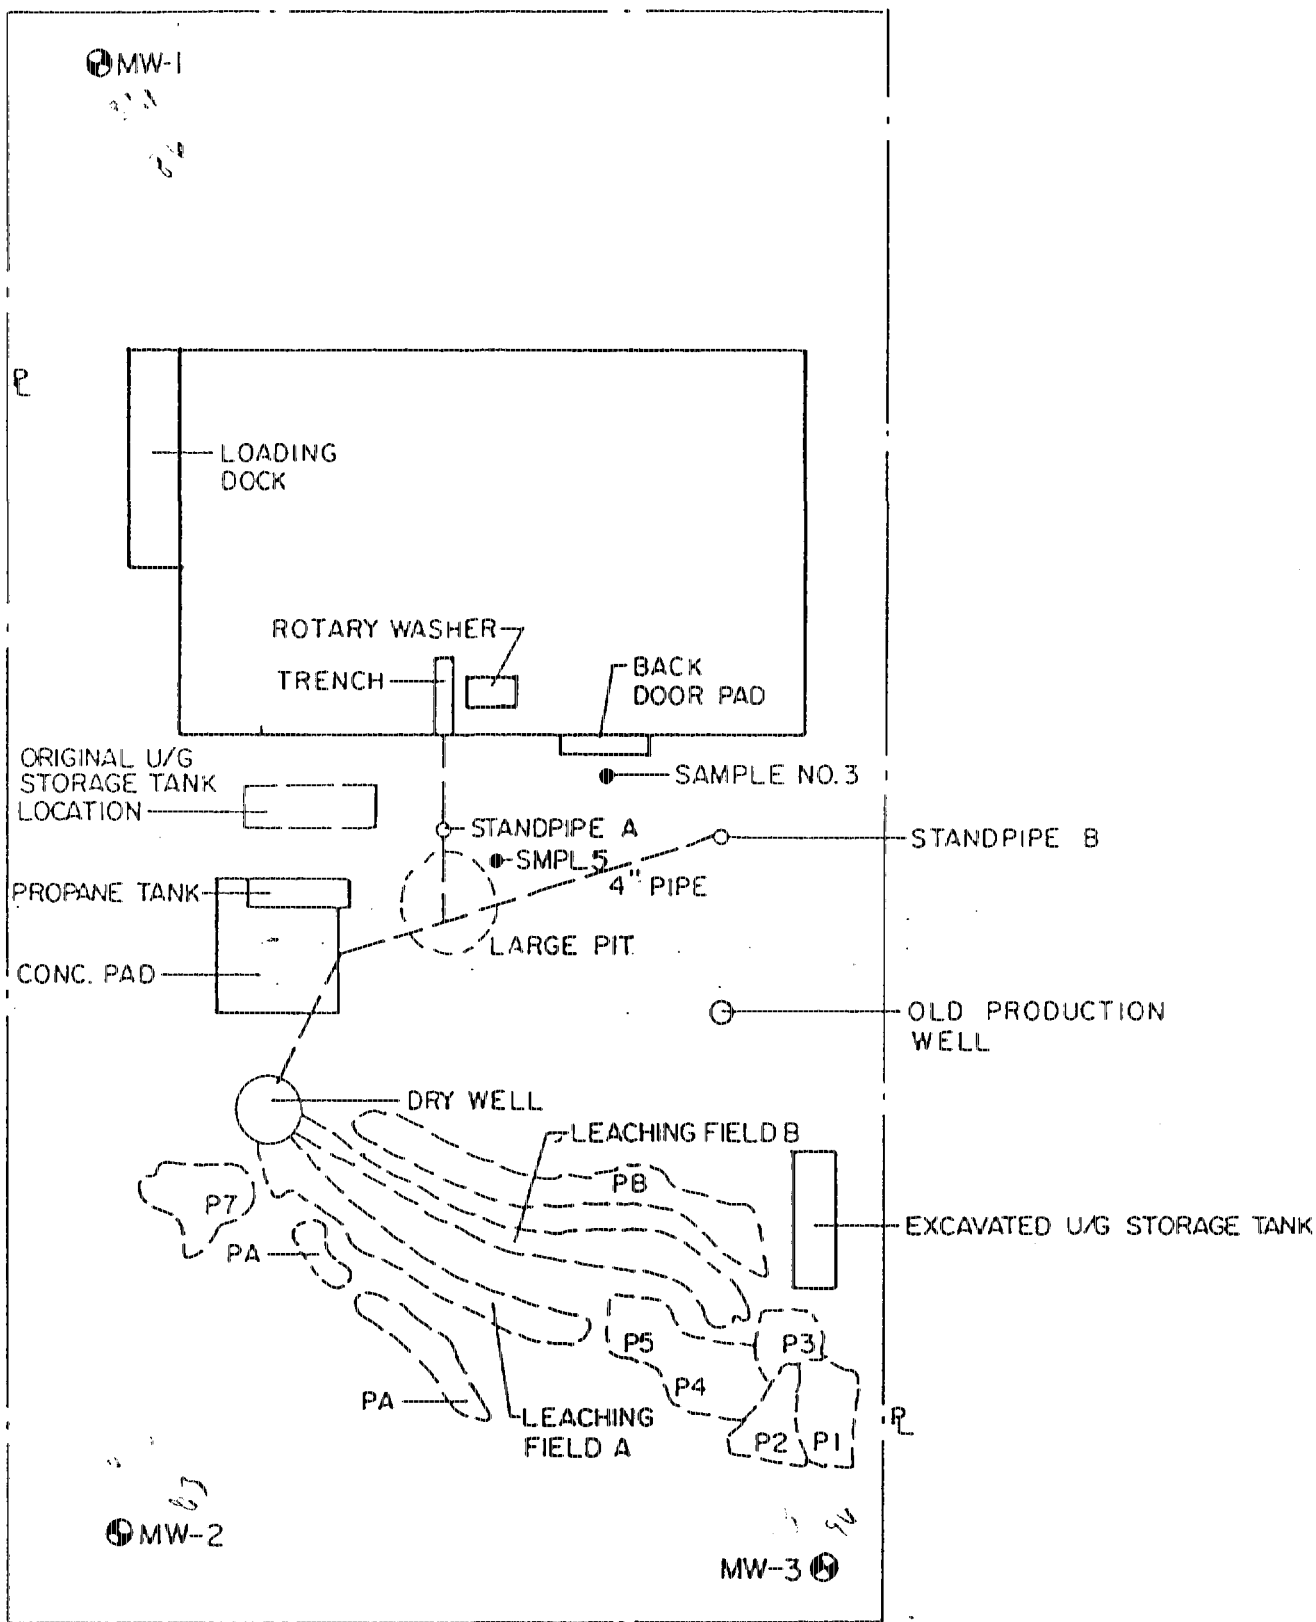 MW-1
PL
LOADING
DOCK
ROTARY WASHER
TRENCH
BACK
DOOR PAD
ORIGINAL U/G
STORAGE TANK
LOCATION
SAMPLE NO. 3
STANDPIPE A
STANDPIPE B
SMPL 5
4" PIPE
PROPANE TANK
LARGE PIT
CONC. PAD
OLD PRODUCTION
WELL
DRY WELL
LEACHING FIELD B
P8
P7
EXCAVATED U/G STORAGE TANK
PA
P5
P3
P4
PA
LEACHING
FIELD A
PL
P2
P1
MW-2
MW-3